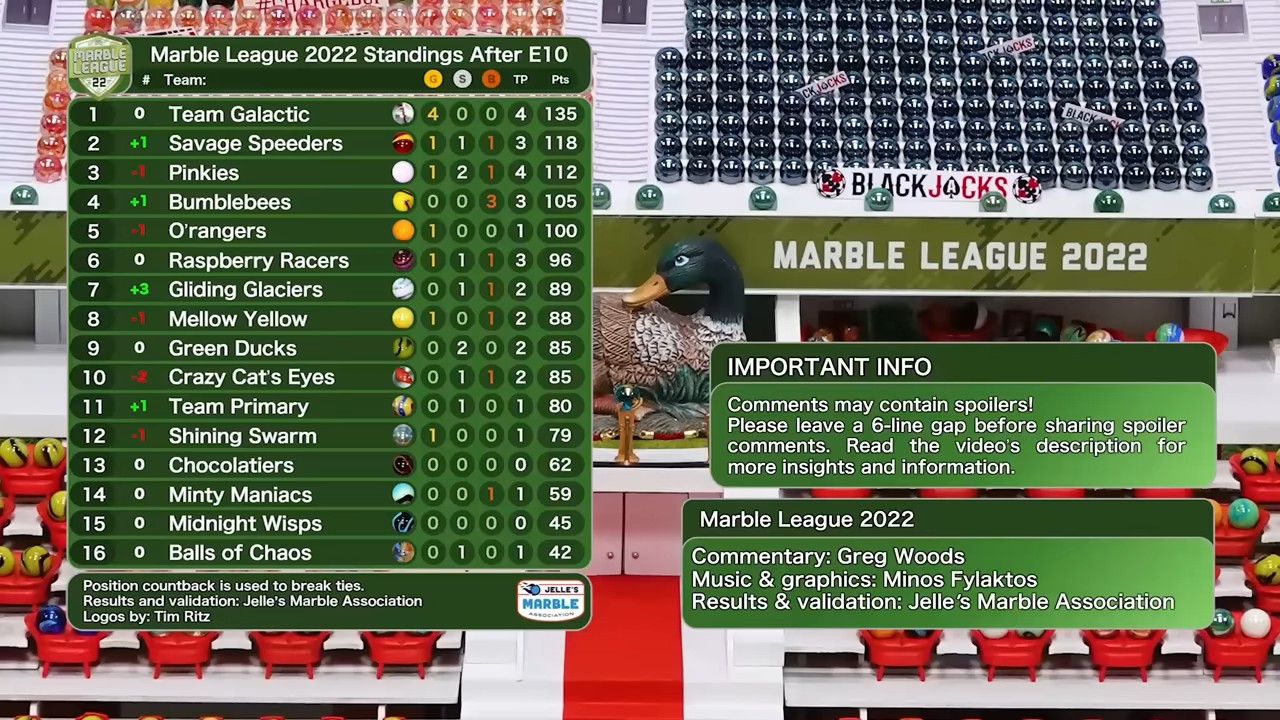 #CHARGEDUP
MARBLE
LEAGUE
22
Marble League 2022 Standings After E10
# Team: G S B TP Pts
1 0 Team Galactic 4 0 0 4 135
2 +1 Savage Speeders 1 1 1 3 118
3 -1 Pinkies 1 2 1 4 112
4 +1 Bumblebees 0 0 3 3 105
5 -1 O'rangers 1 0 0 1 100
6 0 Raspberry Racers 1 1 1 3 96
7 +3 Gliding Glaciers 0 1 1 2 89
8 -1 Mellow Yellow 1 0 1 2 88
9 0 Green Ducks 0 2 0 2 85
10 -2 Crazy Cat's Eyes 0 1 1 2 85
11 +1 Team Primary 0 1 0 1 80
12 -1 Shining Swarm 1 0 0 1 79
13 0 Chocolatiers 0 0 0 0 62
14 0 Minty Maniacs 0 0 1 1 59
15 0 Midnight Wisps 0 0 0 0 45
16 0 Balls of Chaos 0 1 0 1 42
Position countback is used to break ties.
Results and validation: Jelle's Marble Association
Logos by: Tim Ritz
JELLE'S
MARBLE
ASSOCIATION
BLACKJOCKS
MARBLE LEAGUE 2022
IMPORTANT INFO
Comments may contain spoilers!
Please leave a 6-line gap before sharing spoiler
comments. Read the video's description for
more insights and information.
Marble League 2022
Commentary: Greg Woods
Music & graphics: Minos Fylaktos
Results & validation: Jelle's Marble Association